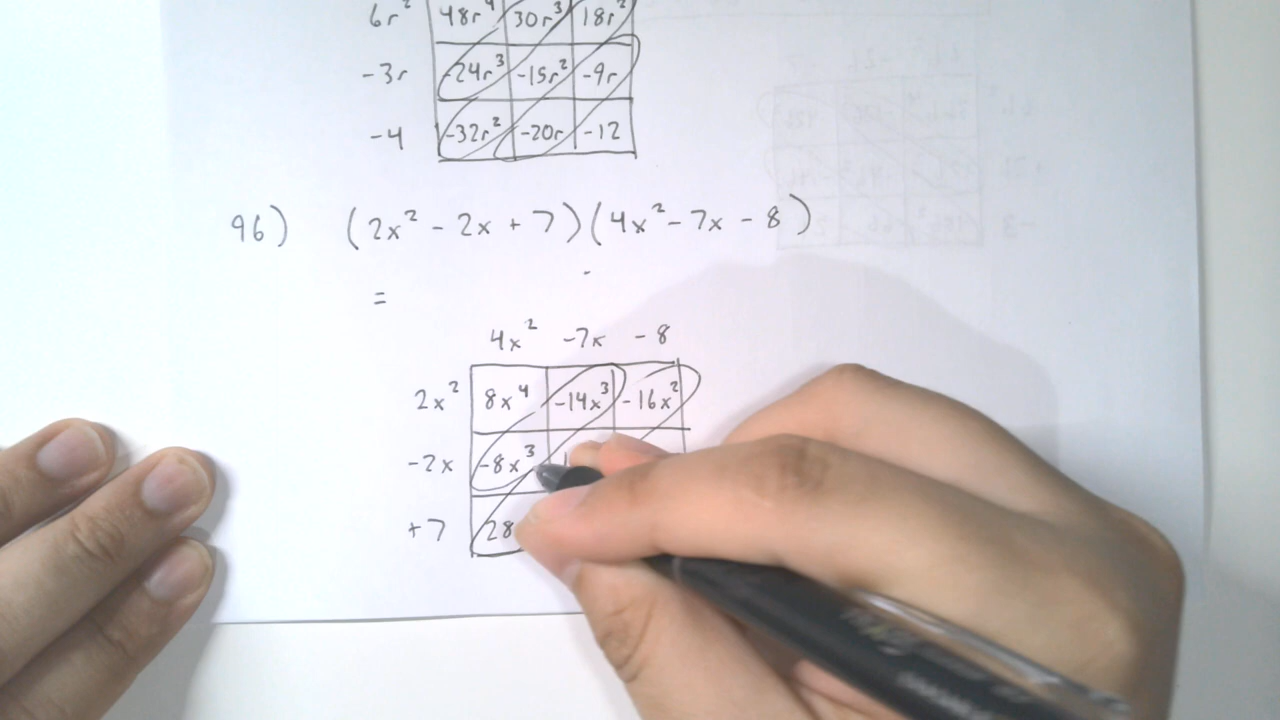 6r² 48r⁴ 30r³ 18r²
-3r -24r³ -15r² -9r
-4 -32r² -20r -12
96) (2x² - 2x + 7)(4x² - 7x - 8)
=
4x² -7x -8
2x² 8x⁴ -14x³ -16x²
-2x -8x³
+7 28